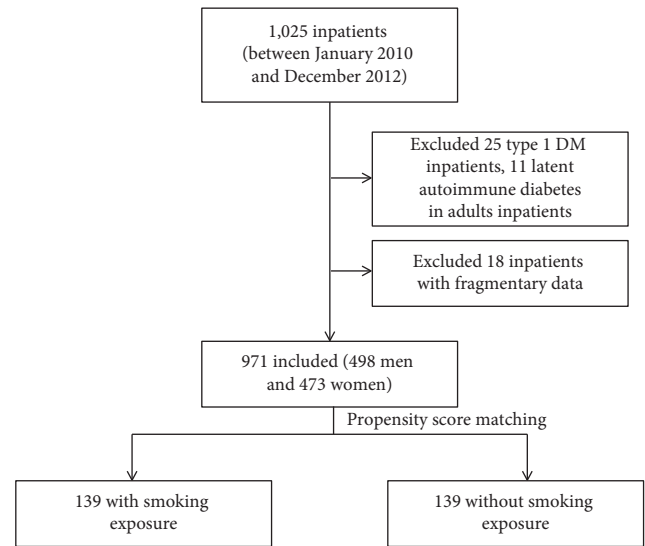 1,025 inpatients
(between January 2010
and December 2012)
Excluded 25 type 1 DM
inpatients, 11 latent
autoimmune diabetes
in adults inpatients
Excluded 18 inpatients
with fragmentary data
971 included (498 men
and 473 women)
Propensity score matching
139 with smoking
exposure
139 without smoking
exposure